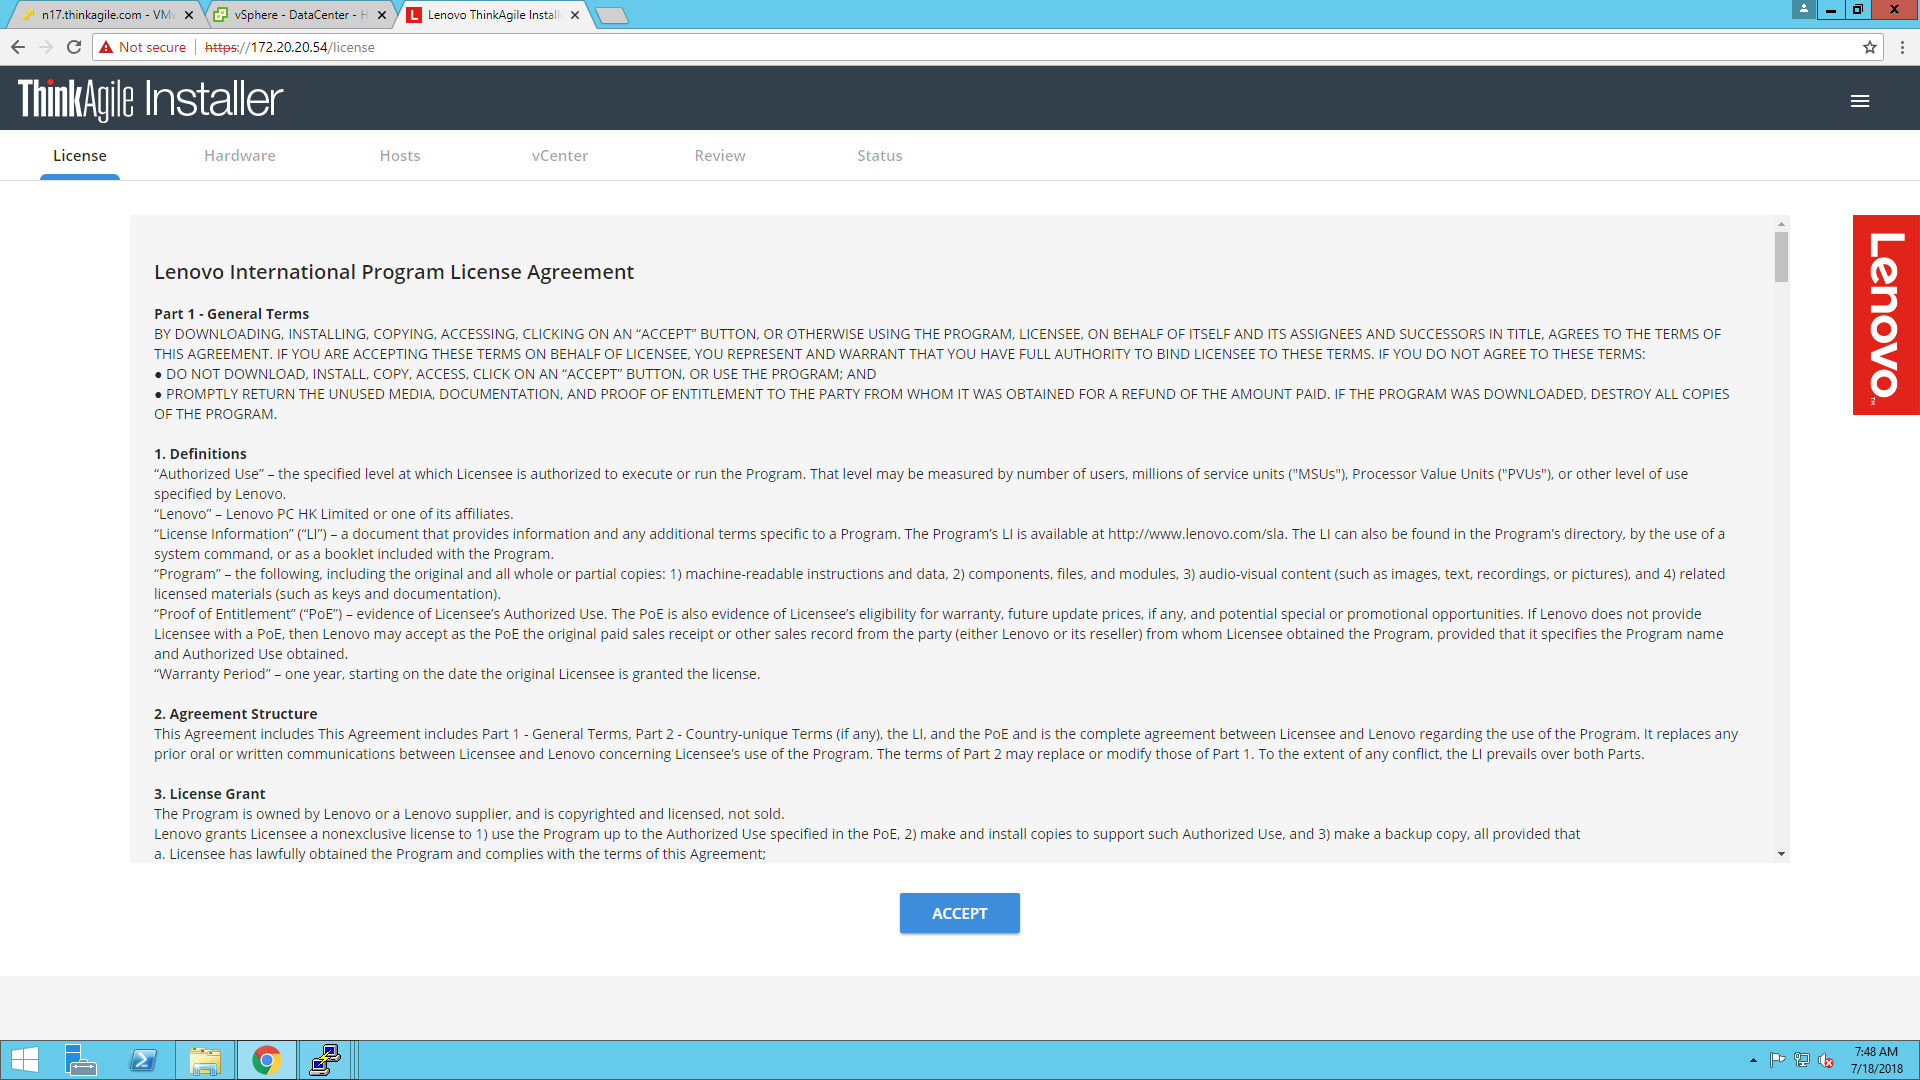 n17.thinkagile.com - VMw
vSphere - DataCenter - H
Lenovo ThinkAgile Install
Not secure
https://172.20.20.54/license
ThinkAgile Installer
License
Hardware
Hosts
vCenter
Review
Status
Lenovo International Program License Agreement
Part 1 - General Terms
BY DOWNLOADING, INSTALLING, COPYING, ACCESSING, CLICKING ON AN “ACCEPT” BUTTON, OR OTHERWISE USING THE PROGRAM, LICENSEE, ON BEHALF OF ITSELF AND ITS ASSIGNEES AND SUCCESSORS IN TITLE, AGREES TO THE TERMS OF
THIS AGREEMENT. IF YOU ARE ACCEPTING THESE TERMS ON BEHALF OF LICENSEE, YOU REPRESENT AND WARRANT THAT YOU HAVE FULL AUTHORITY TO BIND LICENSEE TO THESE TERMS. IF YOU DO NOT AGREE TO THESE TERMS:
● DO NOT DOWNLOAD, INSTALL, COPY, ACCESS, CLICK ON AN “ACCEPT” BUTTON, OR USE THE PROGRAM; AND
● PROMPTLY RETURN THE UNUSED MEDIA, DOCUMENTATION, AND PROOF OF ENTITLEMENT TO THE PARTY FROM WHOM IT WAS OBTAINED FOR A REFUND OF THE AMOUNT PAID. IF THE PROGRAM WAS DOWNLOADED, DESTROY ALL COPIES
OF THE PROGRAM.
1. Definitions
“Authorized Use” – the specified level at which Licensee is authorized to execute or run the Program. That level may be measured by number of users, millions of service units ("MSUs"), Processor Value Units ("PVUs"), or other level of use
specified by Lenovo.
“Lenovo” – Lenovo PC HK Limited or one of its affiliates.
“License Information” (“LI”) – a document that provides information and any additional terms specific to a Program. The Program’s LI is available at http://www.lenovo.com/sla. The LI can also be found in the Program’s directory, by the use of a
system command, or as a booklet included with the Program.
“Program” – the following, including the original and all whole or partial copies: 1) machine-readable instructions and data, 2) components, files, and modules, 3) audio-visual content (such as images, text, recordings, or pictures), and 4) related
licensed materials (such as keys and documentation).
“Proof of Entitlement” (“PoE”) – evidence of Licensee’s Authorized Use. The PoE is also evidence of Licensee’s eligibility for warranty, future update prices, if any, and potential special or promotional opportunities. If Lenovo does not provide
Licensee with a PoE, then Lenovo may accept as the PoE the original paid sales receipt or other sales record from the party (either Lenovo or its reseller) from whom Licensee obtained the Program, provided that it specifies the Program name
and Authorized Use obtained.
“Warranty Period” – one year, starting on the date the original Licensee is granted the license.
2. Agreement Structure
This Agreement includes This Agreement includes Part 1 - General Terms, Part 2 - Country-unique Terms (if any), the LI, and the PoE and is the complete agreement between Licensee and Lenovo regarding the use of the Program. It replaces any
prior oral or written communications between Licensee and Lenovo concerning Licensee’s use of the Program. The terms of Part 2 may replace or modify those of Part 1. To the extent of any conflict, the LI prevails over both Parts.
3. License Grant
The Program is owned by Lenovo or a Lenovo supplier, and is copyrighted and licensed, not sold.
Lenovo grants Licensee a nonexclusive license to 1) use the Program up to the Authorized Use specified in the PoE, 2) make and install copies to support such Authorized Use, and 3) make a backup copy, all provided that
a. Licensee has lawfully obtained the Program and complies with the terms of this Agreement;
Lenovo™
ACCEPT
7:48 AM
7/18/2018